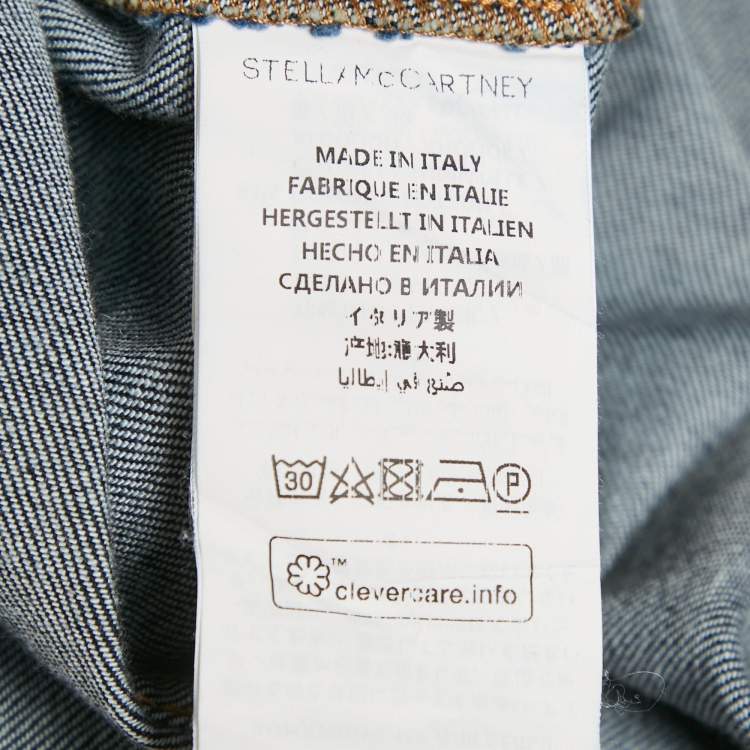 STELLA McCARTNEY
MADE IN ITALY
FABRIQUE EN ITALIE
HERGESTELLT IN ITALIEN
HECHO EN ITALIA
СДЕЛАНО В ИТАЛИИ
イタリア製
产地:意大利
صنع في إيطاليا
30
P
™
clevercare.info